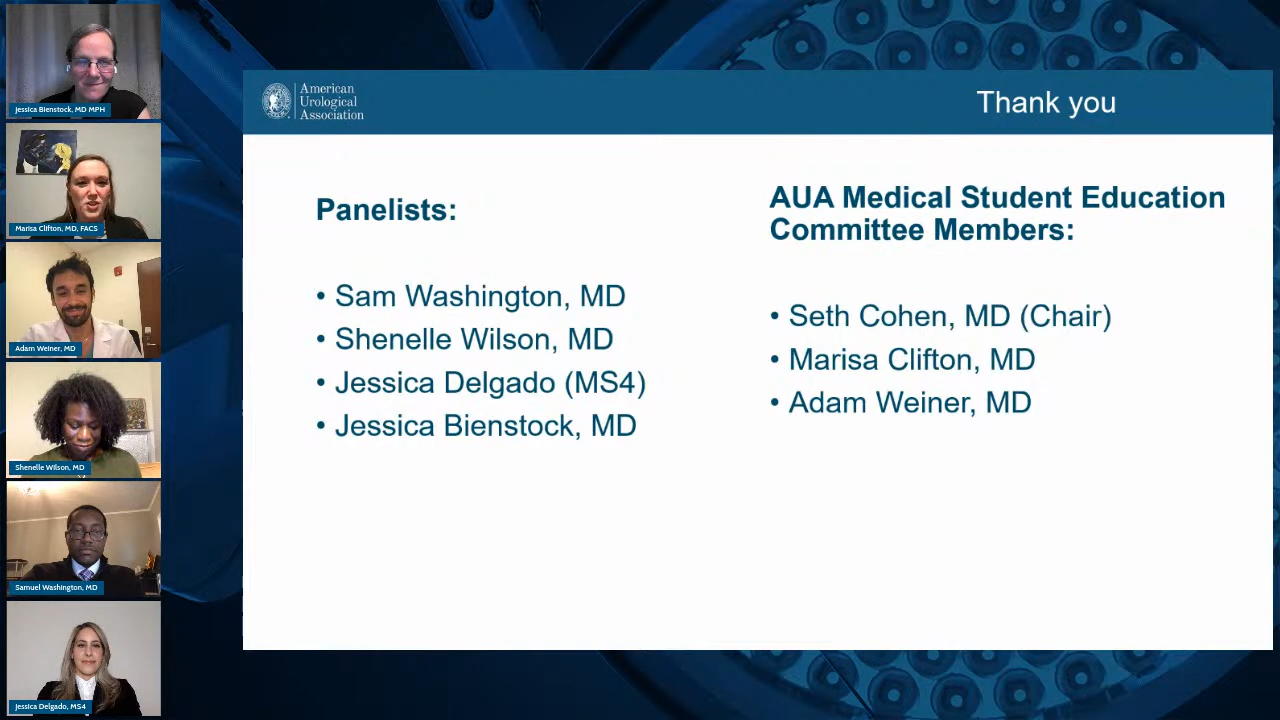 Jessica Bienstock, MD MPH
Marisa Clifton, MD, FACS
Adam Weiner, MD
Shenelle Wilson, MD
Samuel Washington, MD
Jessica Delgado, MS4
American
Urological
Association
Thank you
Panelists:
• Sam Washington, MD
• Shenelle Wilson, MD
• Jessica Delgado (MS4)
• Jessica Bienstock, MD
AUA Medical Student Education
Committee Members:
• Seth Cohen, MD (Chair)
• Marisa Clifton, MD
• Adam Weiner, MD